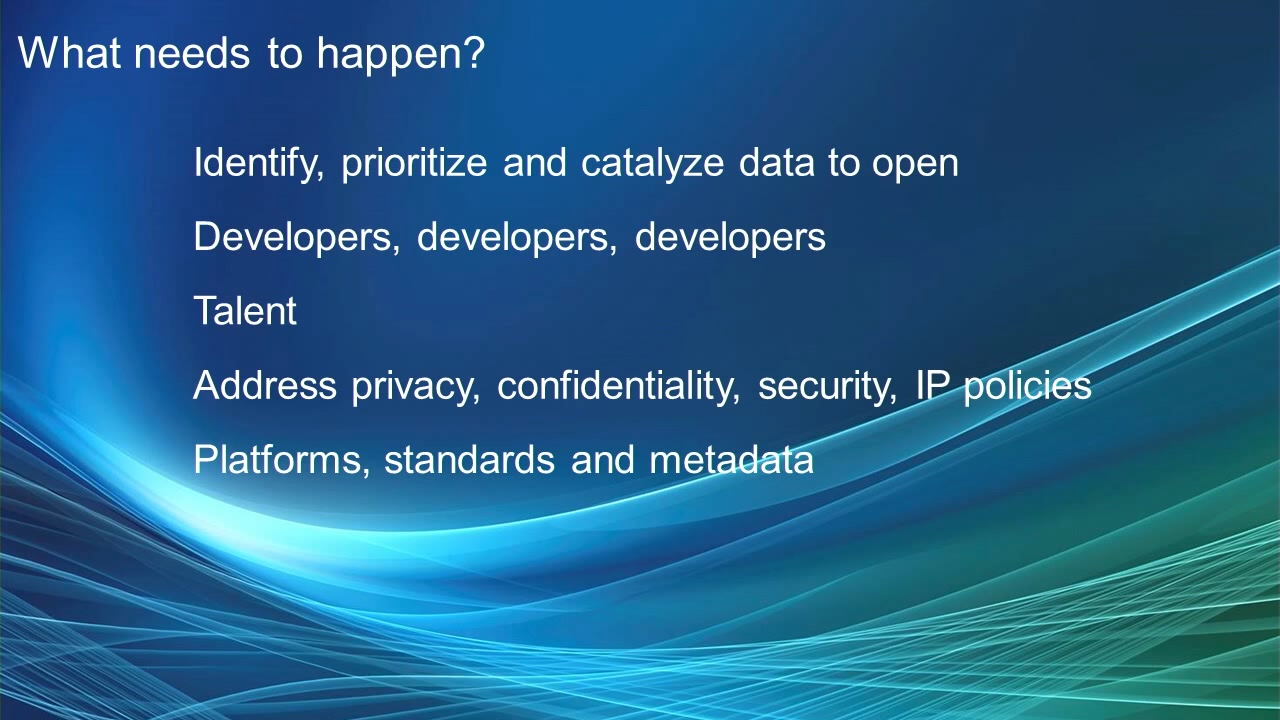 What needs to happen?
Identify, prioritize and catalyze data to open
Developers, developers, developers
Talent
Address privacy, confidentiality, security, IP policies
Platforms, standards and metadata